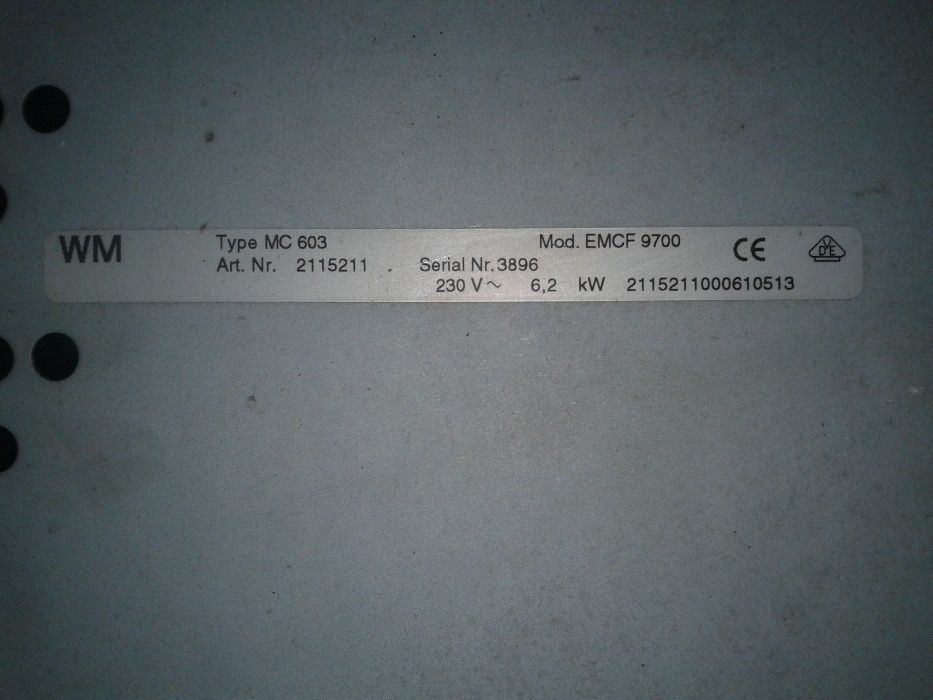 WM Type MC 603 Mod. EMCF 9700 CE VDE
Art. Nr. 2115211 Serial Nr. 3896
230 V~ 6,2 kW 2115211000610513